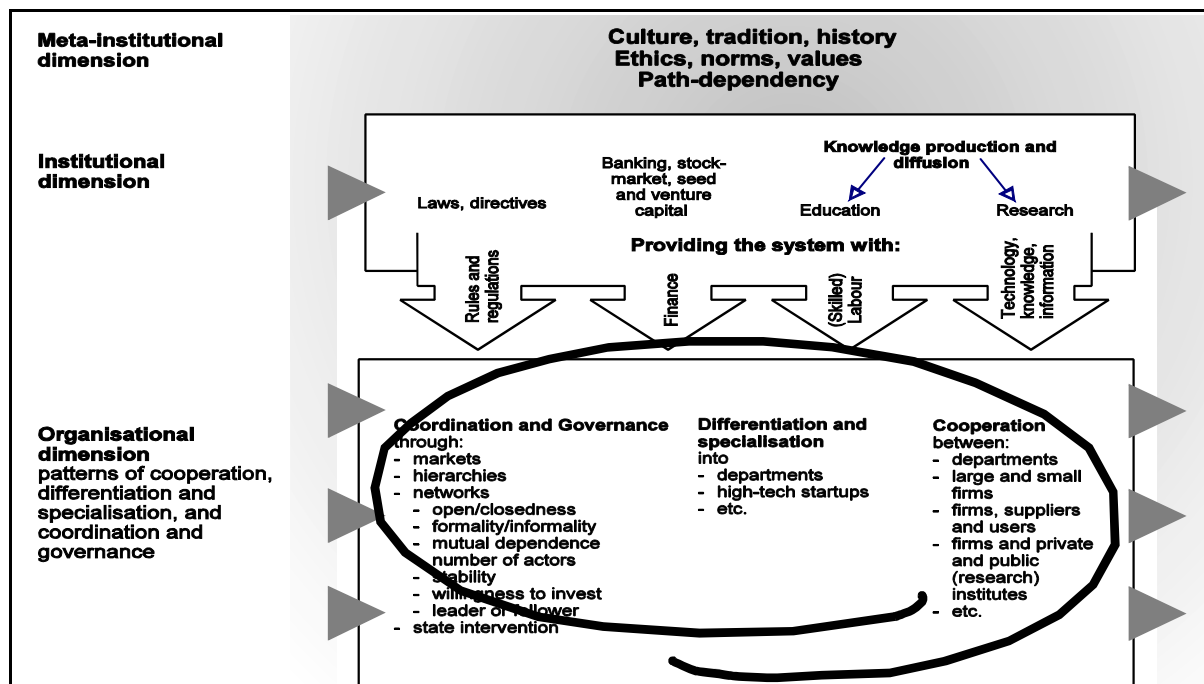 Meta-institutional
dimension
Culture, tradition, history
Ethics, norms, values
Path-dependency
Institutional
dimension
Laws, directives
Banking, stock-
market, seed
and venture
capital
Knowledge production and
diffusion
Education
Research
Providing the system with:
Rules and
regulations
Finance
(Skilled)
Labour
Technology,
knowledge,
information
Organisational
dimension
patterns of cooperation,
differentiation and
specialisation, and
coordination and
governance
Coordination and Governance
through:
- markets
- hierarchies
- networks
- open/closedness
- formality/informality
- mutual dependence
- number of actors
- stability
- willingness to invest
- leader or follower
- state intervention
Differentiation and
specialisation
into
- departments
- high-tech startups
- etc.
Cooperation
between:
- departments
- large and small
firms
- firms, suppliers
and users
- firms and private
and public
(research)
institutes
- etc.